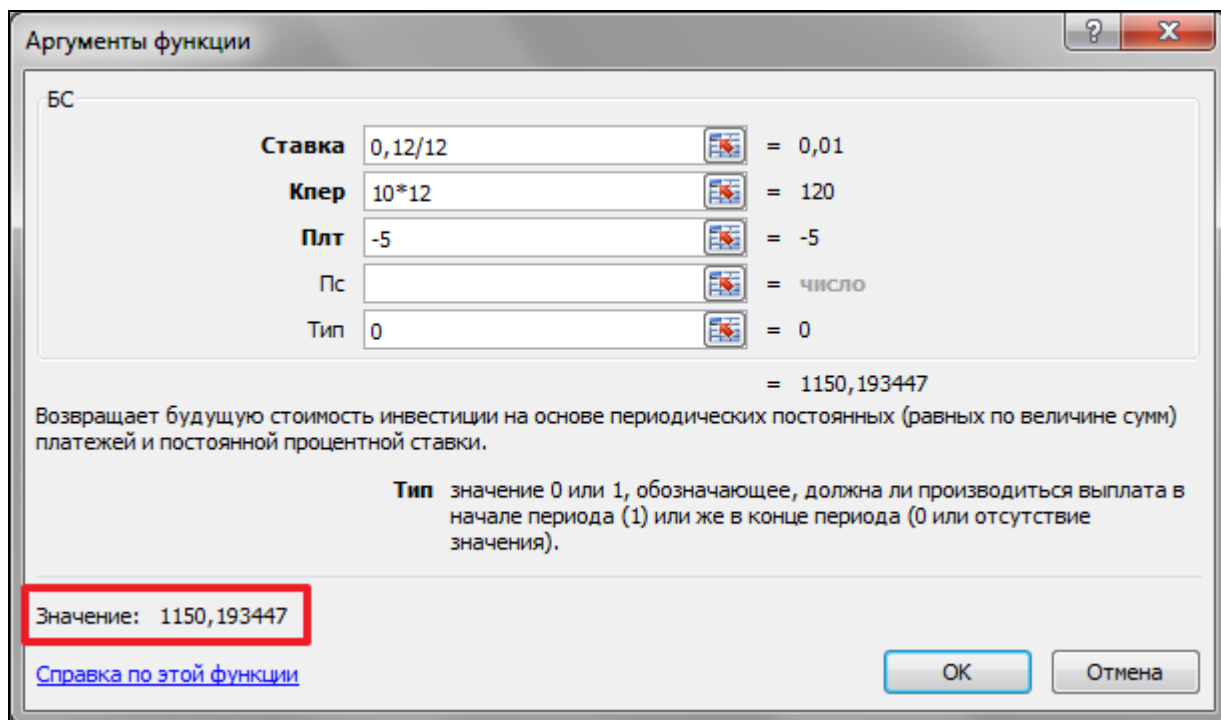 Аргументы функции
БС
Ставка 0,12/12 = 0,01
Кпер 10*12 = 120
Плт -5 = -5
Пс = число
Тип 0 = 0
= 1150,193447
Возвращает будущую стоимость инвестиции на основе периодических постоянных (равных по величине сумм)
платежей и постоянной процентной ставки.
Тип значение 0 или 1, обозначающее, должна ли производиться выплата в
начале периода (1) или же в конце периода (0 или отсутствие
значения).
Значение: 1150,193447
Справка по этой функции
ОК Отмена